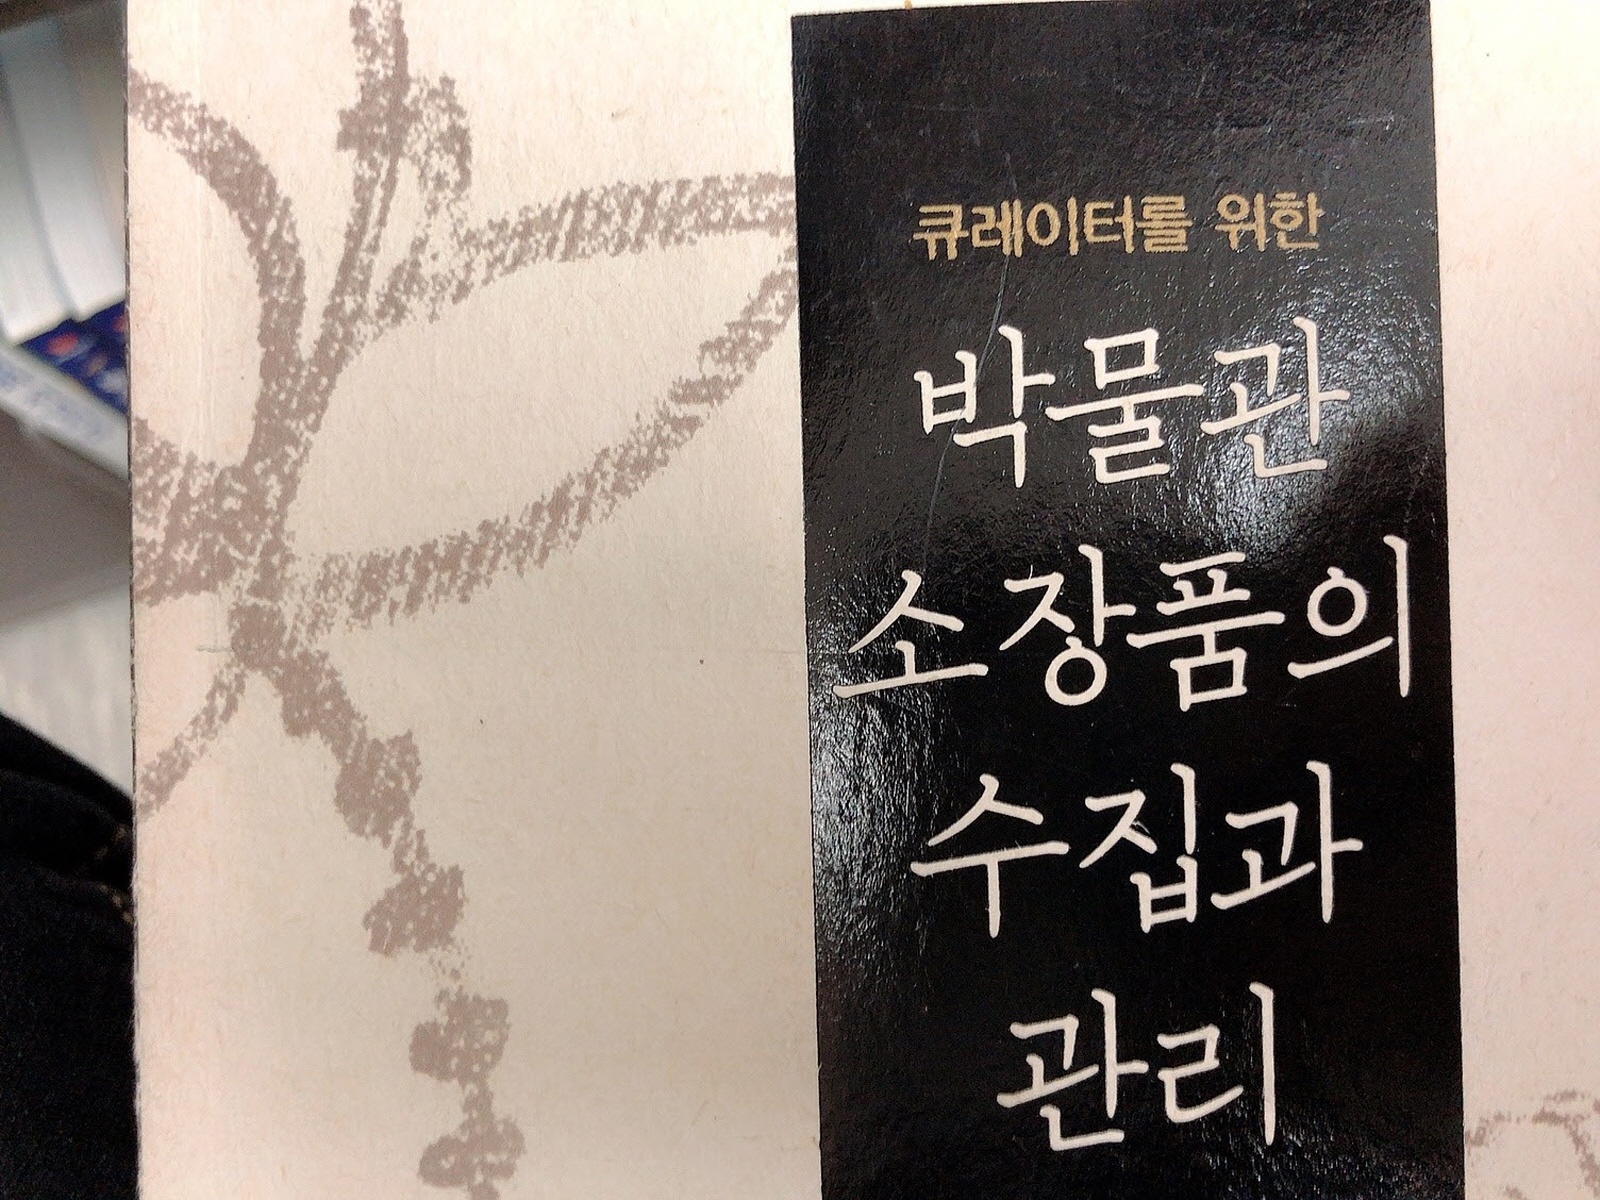 큐레이터를 위한
박물관
소장품의
수집과
관리